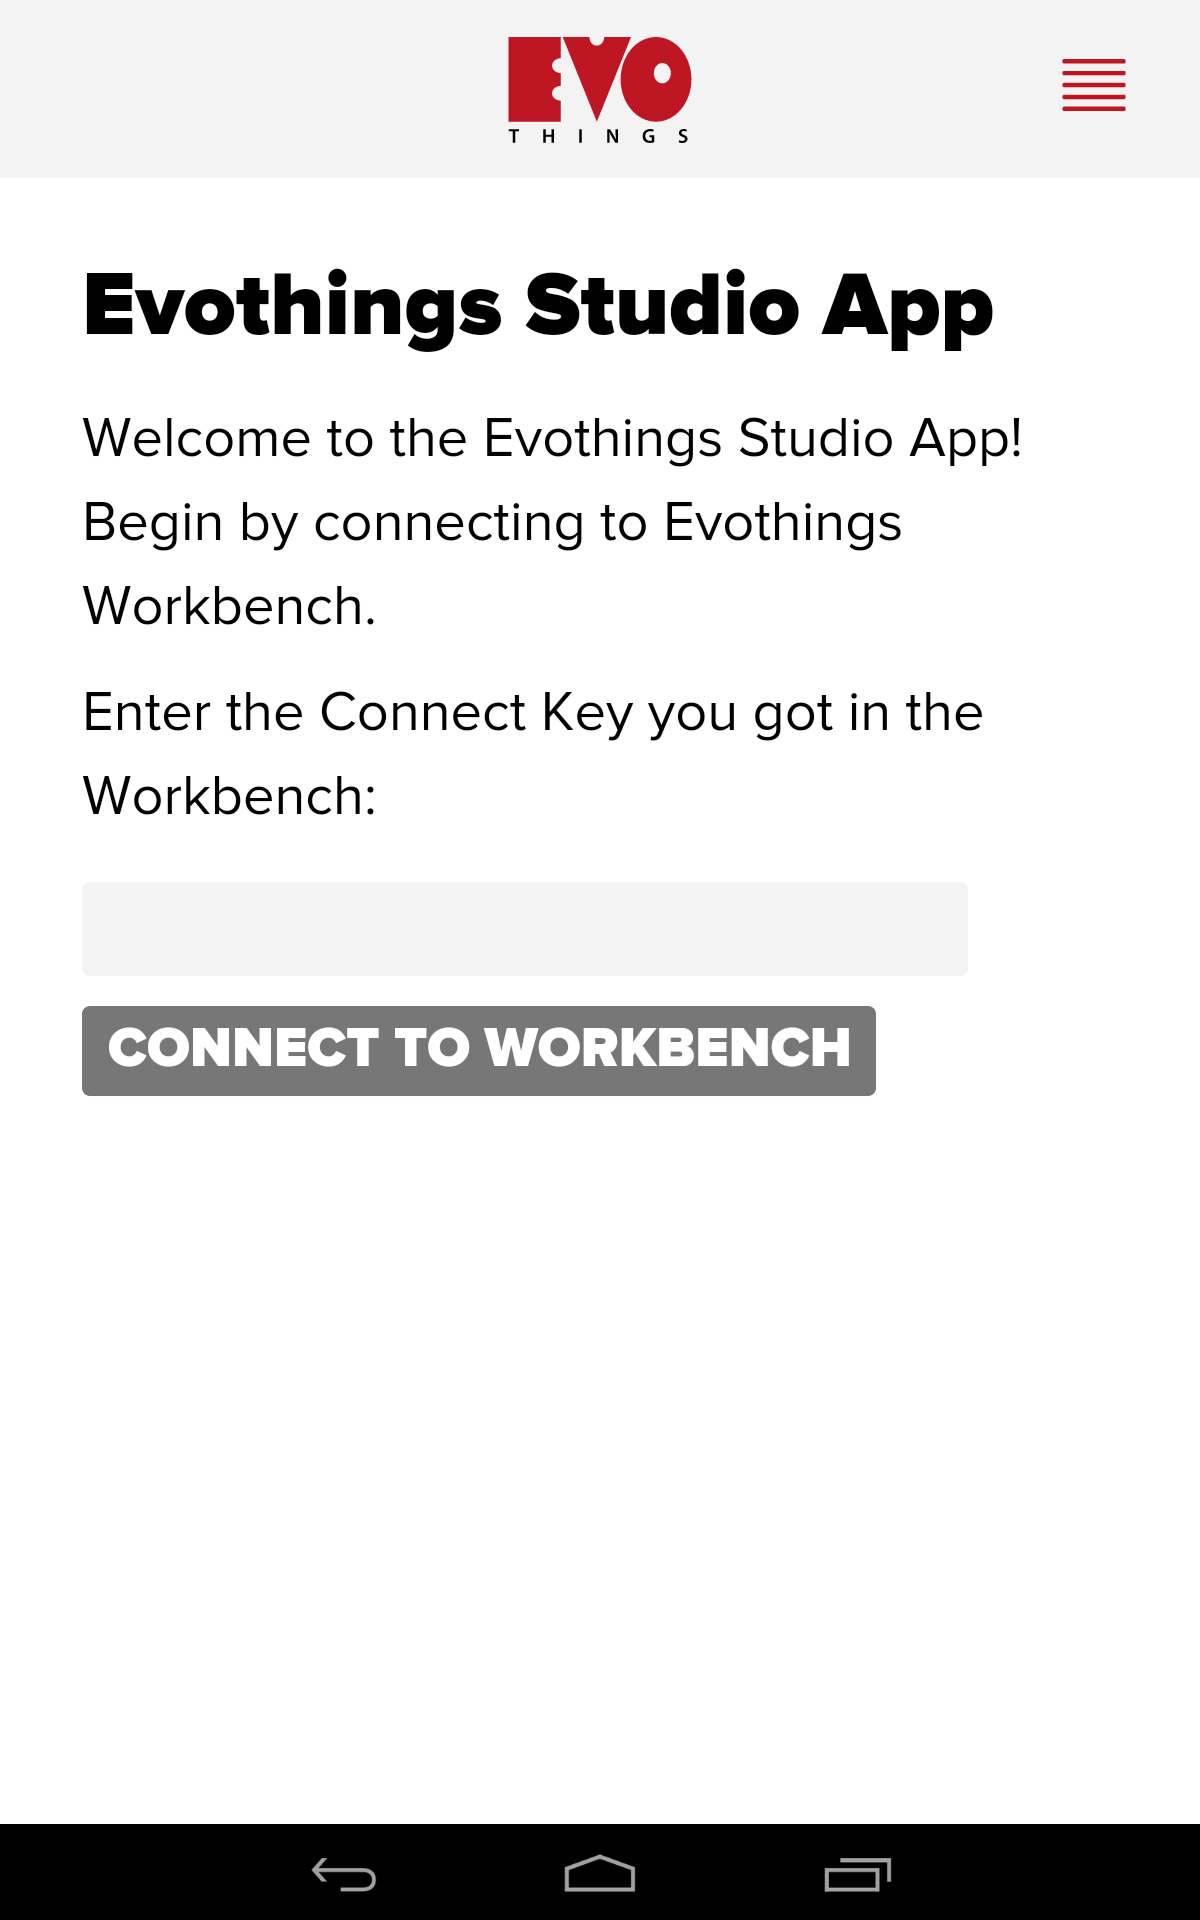 EVO
THINGS
Evothings Studio App
Welcome to the Evothings Studio App!
Begin by connecting to Evothings
Workbench.
Enter the Connect Key you got in the
Workbench:
CONNECT TO WORKBENCH